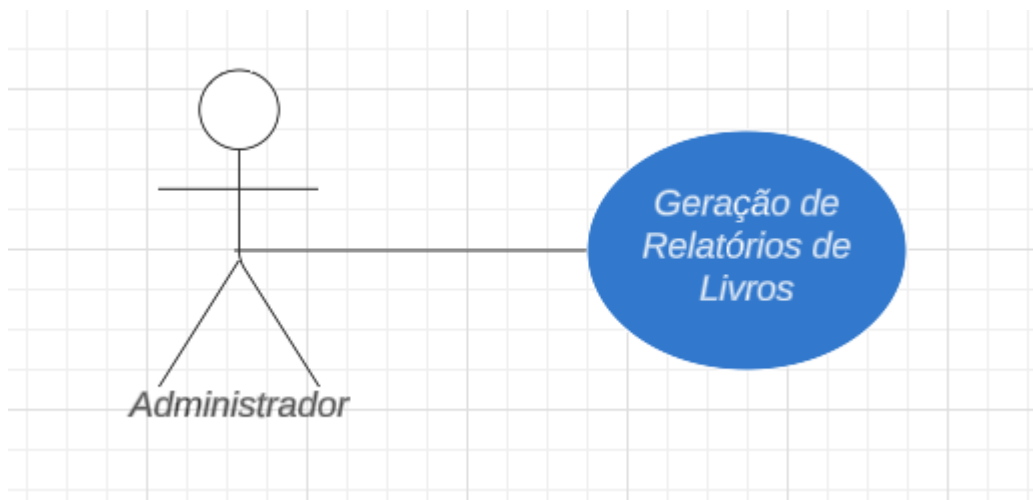 Geração de
Relatórios de
Livros
Administrador